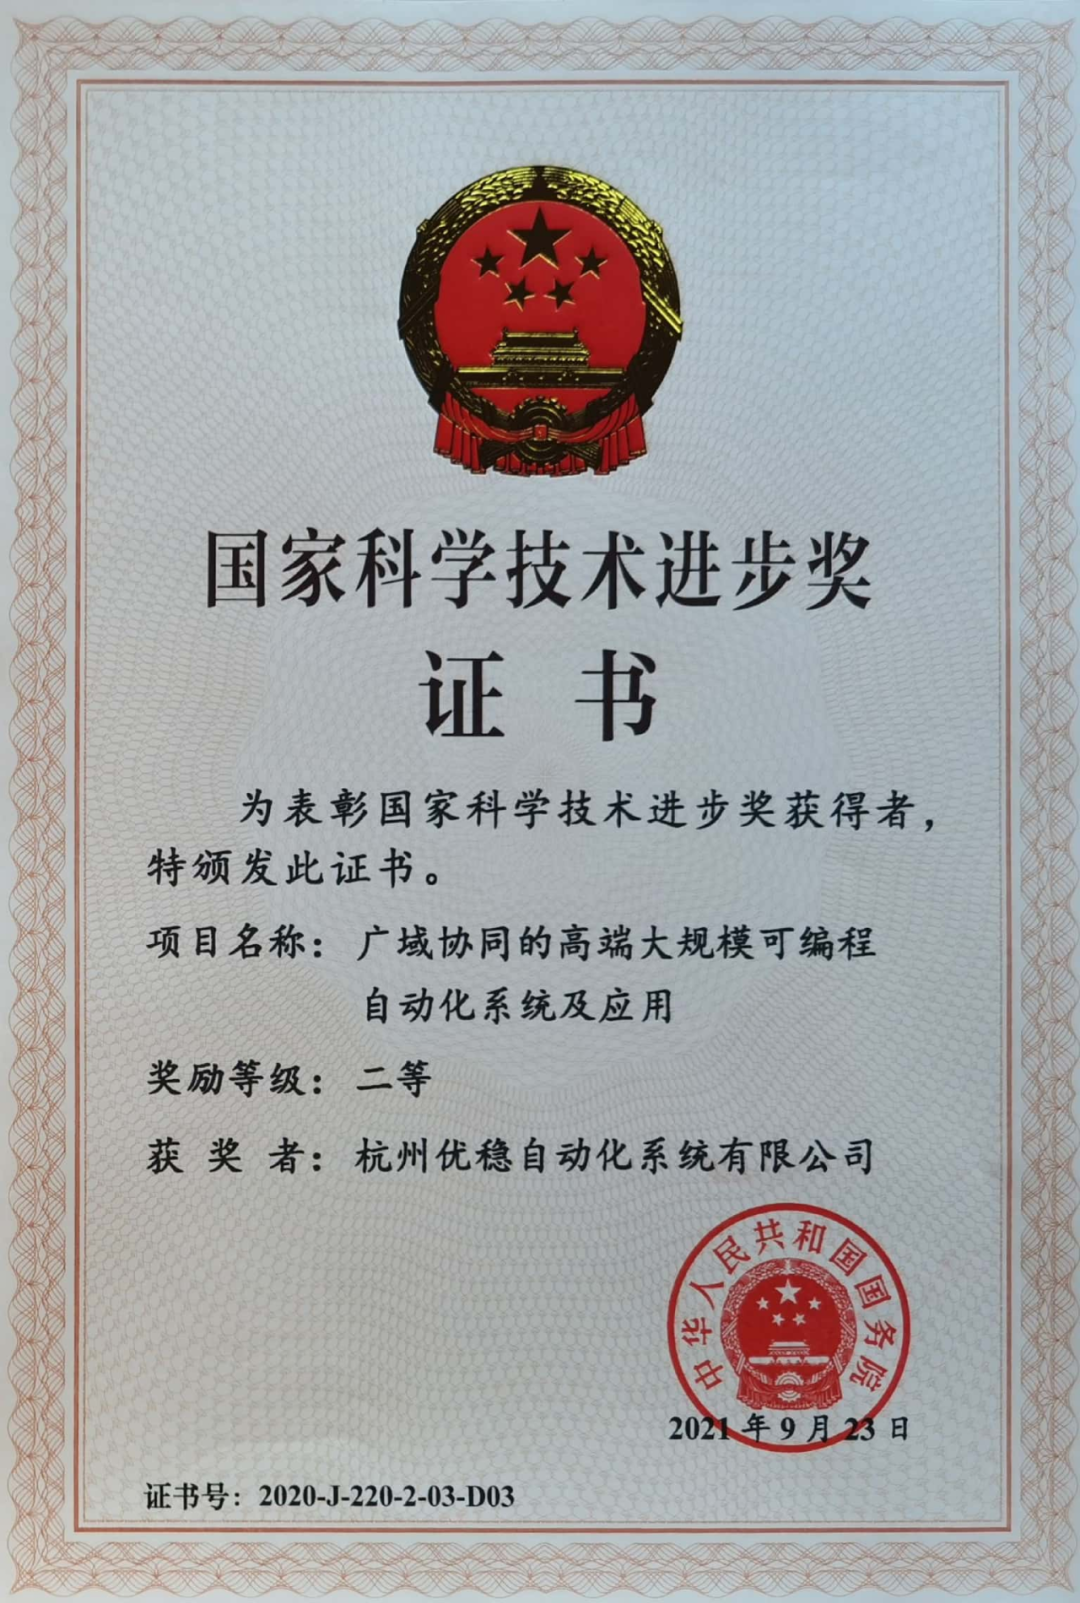 国家科学技术进步奖
证书
为表彰国家科学技术进步奖获得者，
特颁发此证书。
项目名称：广域协同的高端大规模可编程
自动化系统及应用
奖励等级：二等
获奖者：杭州优稳自动化系统有限公司
中华人民共和国国务院
2021年9月23日
证书号：2020-J-220-2-03-D03